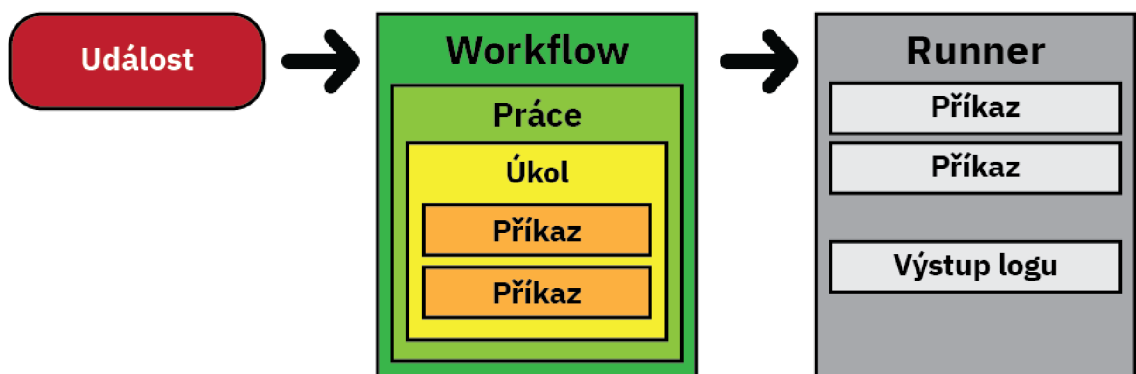 Událost
Workflow
Práce
Úkol
Příkaz
Příkaz
Runner
Příkaz
Příkaz
Výstup logu